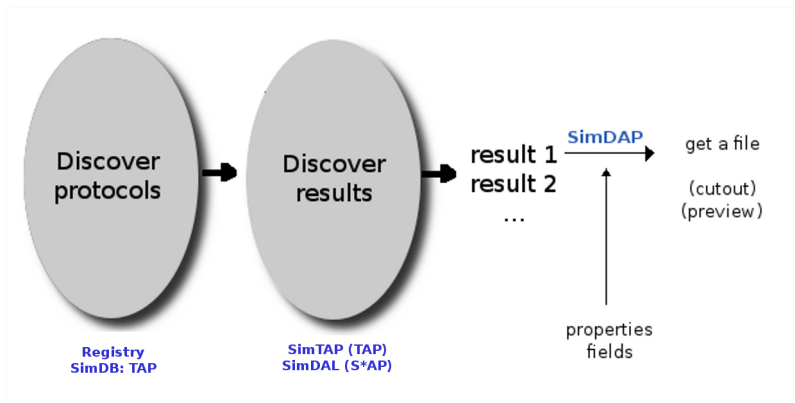 Discover
protocols
Registry
SimDB: TAP
Discover
results
SimTAP (TAP)
SimDAL (S*AP)
result 1
result 2
...
SimDAP
get a file
(cutout)
(preview)
properties
fields